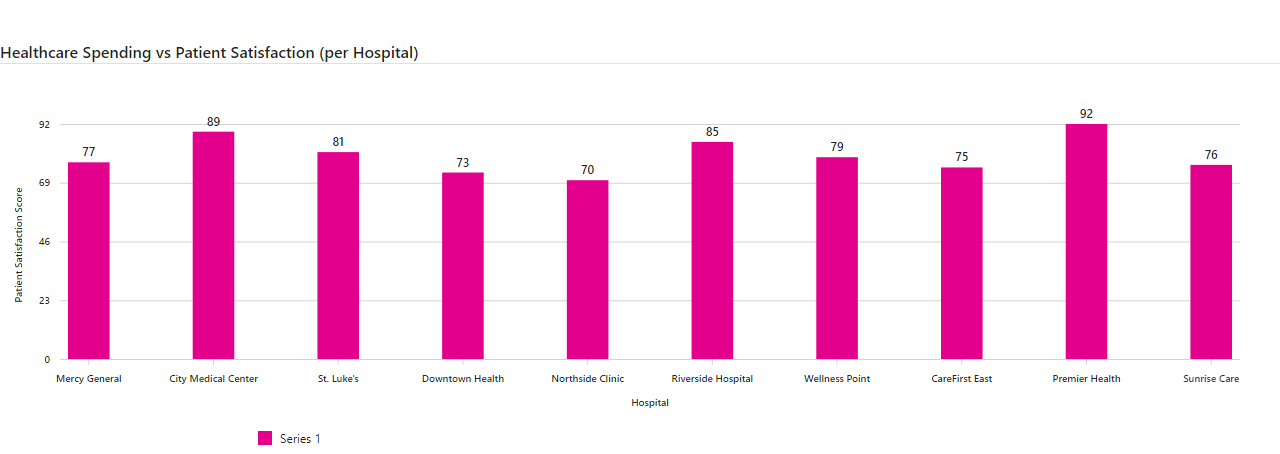 Healthcare Spending vs Patient Satisfaction (per Hospital)
92
69
46
23
0
Patient Satisfaction Score
77
89
81
73
70
85
79
75
92
76
Mercy General
City Medical Center
St. Luke's
Downtown Health
Northside Clinic
Riverside Hospital
Wellness Point
CareFirst East
Premier Health
Sunrise Care
Hospital
Series 1